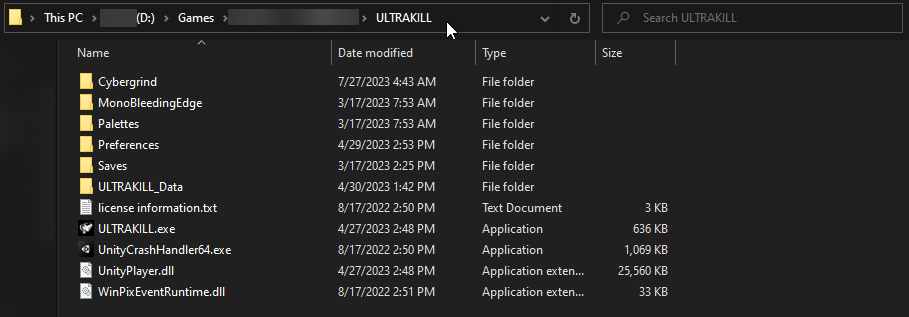 This PC > (D:) > Games > > ULTRAKILL Search ULTRAKILL
Name Date modified Type Size
Cybergrind 7/27/2023 4:43 AM File folder
MonoBleedingEdge 3/17/2023 7:53 AM File folder
Palettes 3/17/2023 7:53 AM File folder
Preferences 4/29/2023 2:53 PM File folder
Saves 3/17/2023 2:25 PM File folder
ULTRAKILL_Data 4/30/2023 1:42 PM File folder
license information.txt 8/17/2022 2:50 PM Text Document 3 KB
ULTRAKILL.exe 4/27/2023 2:48 PM Application 636 KB
UnityCrashHandler64.exe 8/17/2022 2:50 PM Application 1,069 KB
UnityPlayer.dll 4/27/2023 2:48 PM Application exten... 25,560 KB
WinPixEventRuntime.dll 8/17/2022 2:51 PM Application exten... 33 KB